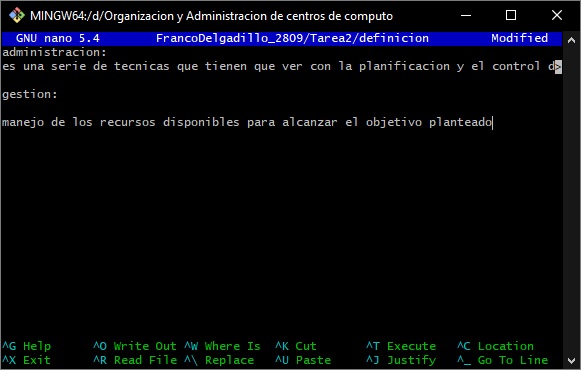 MINGW64:/d/Organizacion y Administracion de centros de computo
GNU nano 5.4 FrancoDelgadillo_2809/Tarea2/definicion Modified
administracion:
es una serie de tecnicas que tienen que ver con la planificacion y el control d>
gestion:
manejo de los recursos disponibles para alcanzar el objetivo planteado
^G Help ^O Write Out ^W Where Is ^K Cut ^T Execute ^C Location
^X Exit ^R Read File ^\ Replace ^U Paste ^J Justify ^_ Go To Line